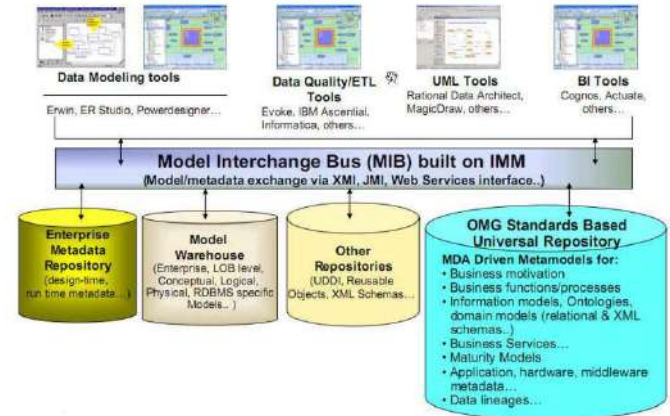 Data Modeling tools
Erwin, ER Studio, Powerdesigner...
Data Quality/ETL
Tools
Evoke, IBM Ascential,
Informatica, others...
UML Tools
Rational Data Architect,
MagicDraw, others...
BI Tools
Cognos, Actuate,
others...
Model Interchange Bus (MIB) built on IMM
(Model/metadata exchange via XMI, JMI, Web Services interface..)
Enterprise
Metadata
Repository
(design-time,
run time metadata...)
Model
Warehouse
(Enterprise, LOB level,
Conceptual, Logical,
Physical, RDBMS specific
Models.. )
Other
Repositories
(UDDI, Reusable
Objects, XML Schemas...
OMG Standards Based
Universal Repository
MDA Driven Metamodels for:
• Business motivation
• Business functions/processes
• Information models, Ontologies,
domain models (relational & XML
schemas..)
• Business Services...
• Maturity Models
• Application, hardware, middleware
metadata...
• Data lineages...